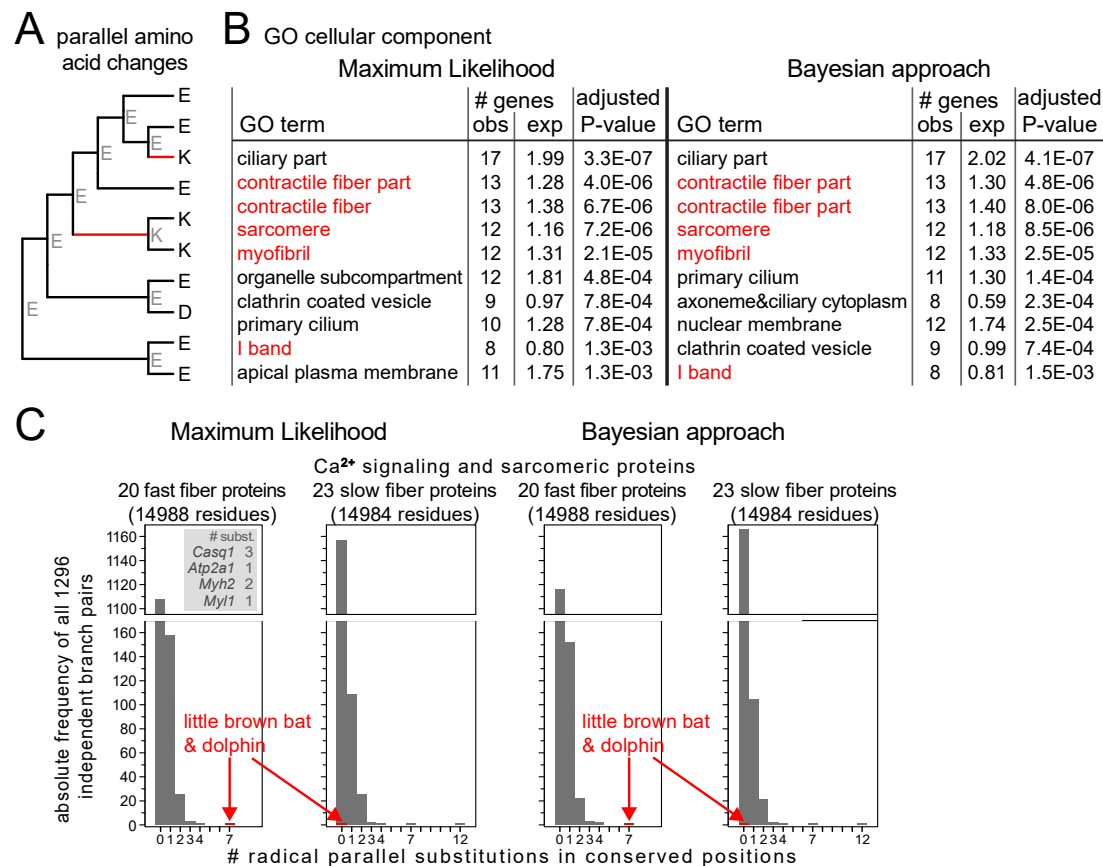 A parallel amino
acid changes
E
E
K
E
K
K
E
D
E
E
E
E
E
E
K
E
E
E
E
B GO cellular component
Maximum Likelihood
GO term
# genes
obs exp
adjusted
P-value
ciliary part 17 1.99 3.3E-07
contractile fiber part 13 1.28 4.0E-06
contractile fiber 13 1.38 6.7E-06
sarcomere 12 1.16 7.2E-06
myofibril 12 1.31 2.1E-05
organelle subcompartment 12 1.81 4.8E-04
clathrin coated vesicle 9 0.97 7.8E-04
primary cilium 10 1.28 7.8E-04
I band 8 0.80 1.3E-03
apical plasma membrane 11 1.75 1.3E-03
Bayesian approach
GO term
# genes
obs exp
adjusted
P-value
ciliary part 17 2.02 4.1E-07
contractile fiber part 13 1.30 4.8E-06
contractile fiber part 13 1.40 8.0E-06
sarcomere 12 1.18 8.5E-06
myofibril 12 1.33 2.5E-05
primary cilium 11 1.30 1.4E-04
axoneme&ciliary cytoplasm 8 0.59 2.3E-04
nuclear membrane 12 1.74 2.5E-04
clathrin coated vesicle 9 0.99 7.4E-04
I band 8 0.81 1.5E-03
C
Maximum Likelihood Bayesian approach
Ca²⁺ signaling and sarcomeric proteins
20 fast fiber proteins
(14988 residues)
23 slow fiber proteins
(14984 residues)
20 fast fiber proteins
(14988 residues)
23 slow fiber proteins
(14984 residues)
absolute frequency of all 1296
independent branch pairs
1160
1140
1120
1100
160
140
120
100
80
60
40
20
0
# subst.
Casq1 3
Atp2a1 1
Myh2 2
Myl1 1
little brown bat
& dolphin
little brown bat
& dolphin
0 1 2 3 4 7
0 1 2 3 4 7 12
0 1 2 3 4 7
0 1 2 3 4 7 12
# radical parallel substitutions in conserved positions